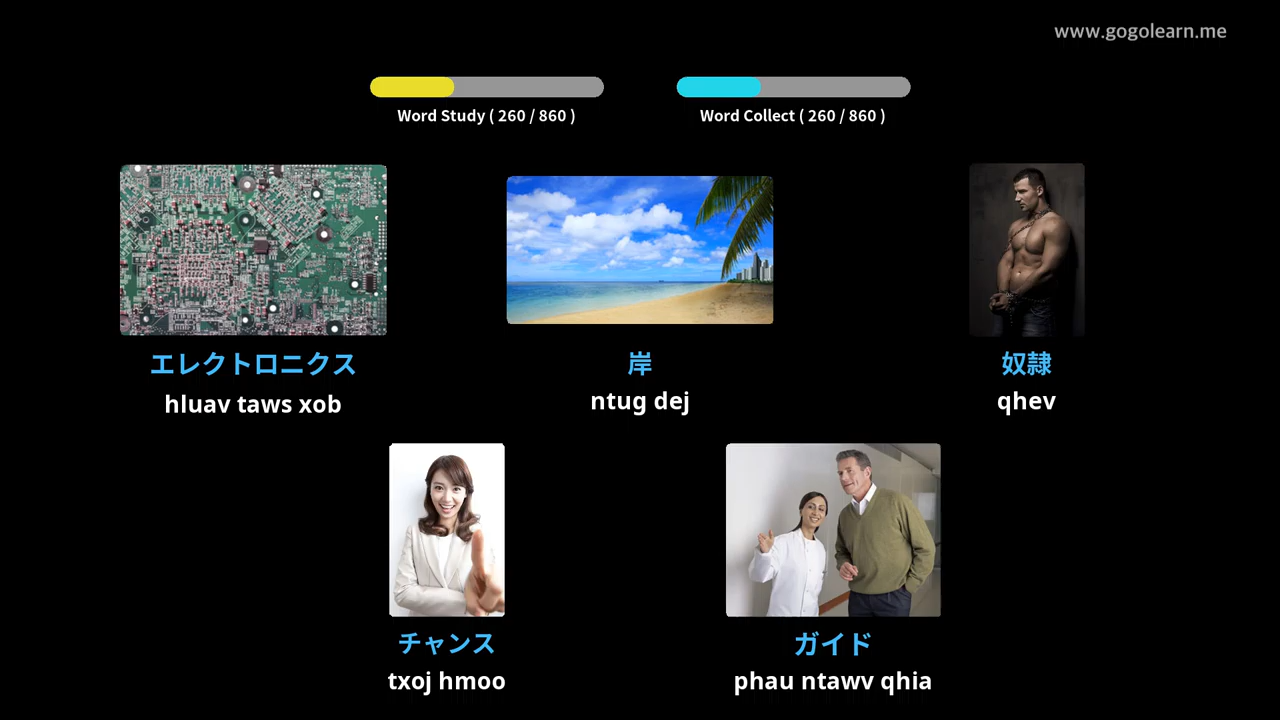 www.gogolearn.me
Word Study ( 260 / 860 )
Word Collect ( 260 / 860 )
エレクトロニクス
hluav taws xob
岸
ntug dej
奴隷
qhev
チャンス
txoj hmoo
ガイド
phau ntawv qhia